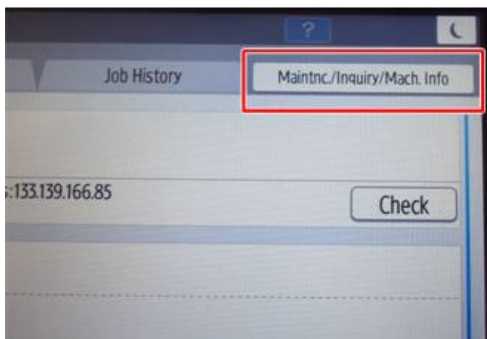 ?
Job History
Maintnc./Inquiry/Mach. Info
s:133.139.166.85
Check